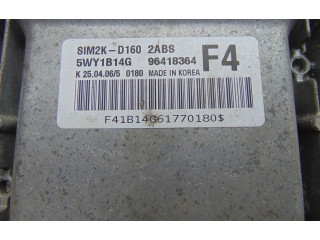 SIM2K-D160 2ABS
5WY1B14G 96418364 F4
K 25.04.06/5 0180 MADE IN KOREA
F41B14G61770180$